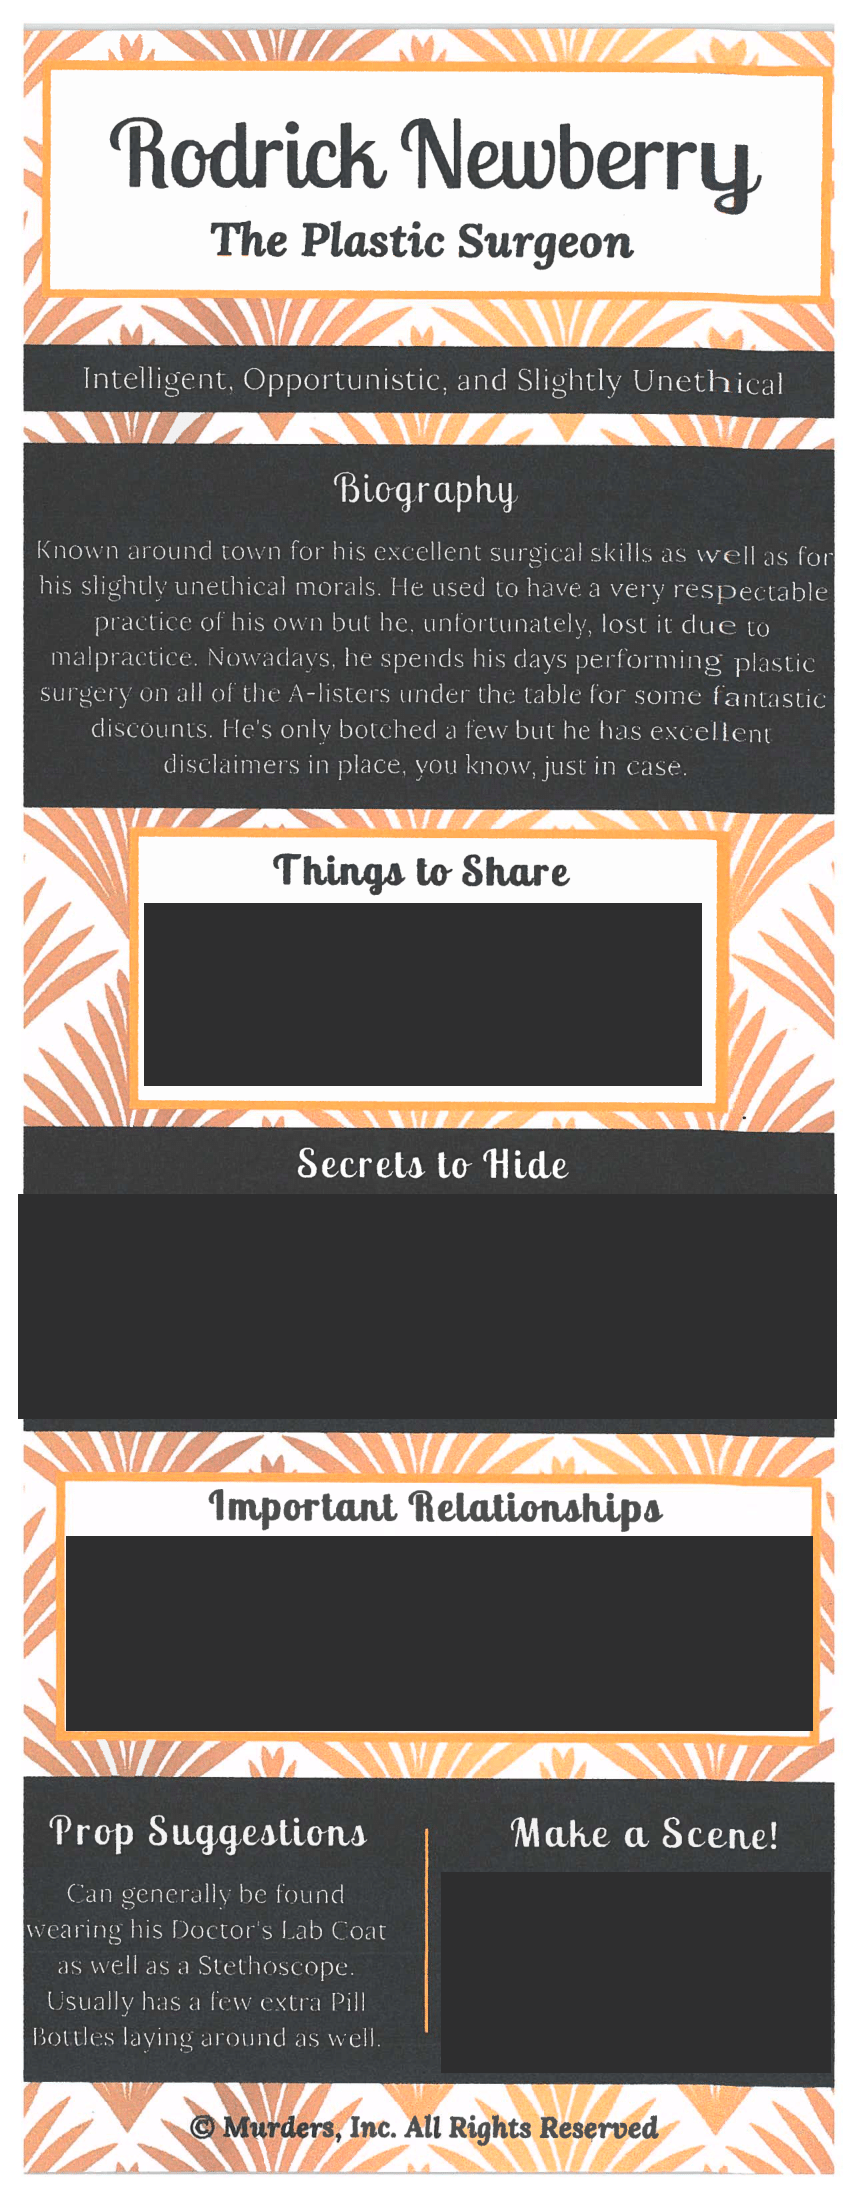 Rodrick Newberry
The Plastic Surgeon
Intelligent, Opportunistic, and Slightly Unethical
Biography
Known around town for his excellent surgical skills as well as for
his slightly unethical morals. He used to have a very respectable
practice of his own but he, unfortunately, lost it due to
malpractice. Nowadays, he spends his days performing plastic
surgery on all of the A-listers under the table for some fantastic
discounts. He's only botched a few but he has excellent
disclaimers in place, you know, just in case.
Things to Share
Secrets to Hide
Important Relationships
Prop Suggestions
Can generally be found
wearing his Doctor's Lab Coat
as well as a Stethoscope.
Usually has a few extra Pill
Bottles laying around as well.
Make a Scene!
© Murders, Inc. All Rights Reserved